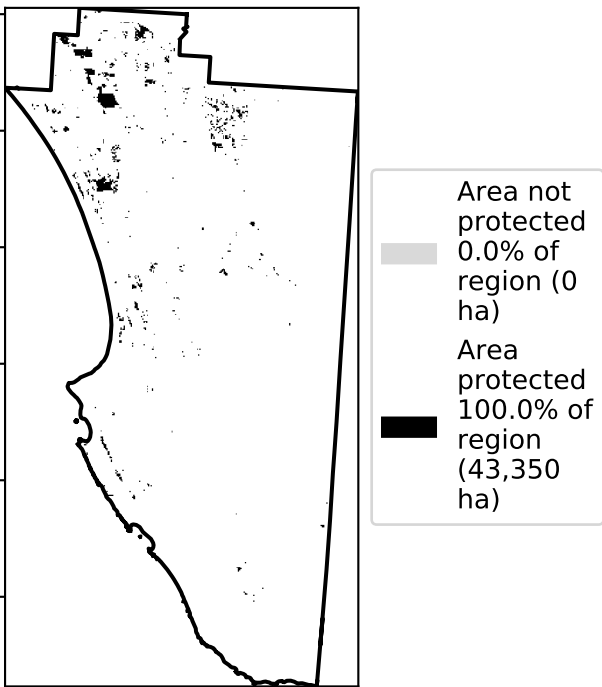 Area not
protected
0.0% of
region (0
ha)
Area
protected
100.0% of
region
(43,350
ha)